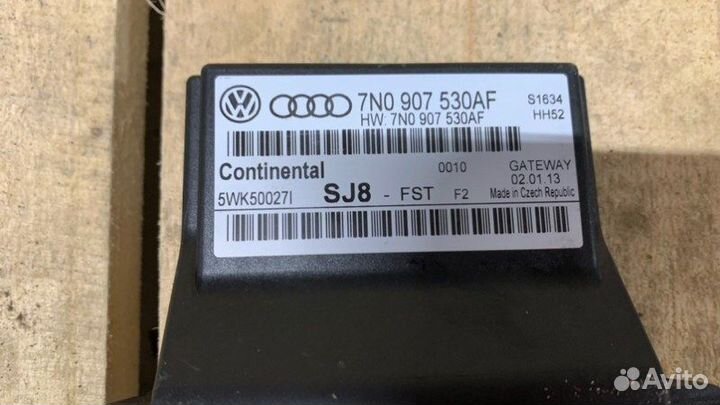 7N0 907 530AF S1634
HW: 7N0 907 530AF HH52
Continental 0010 GATEWAY
02.01.13
5WK50027I SJ8 - FST F2 Made in Czech Republic
Avito